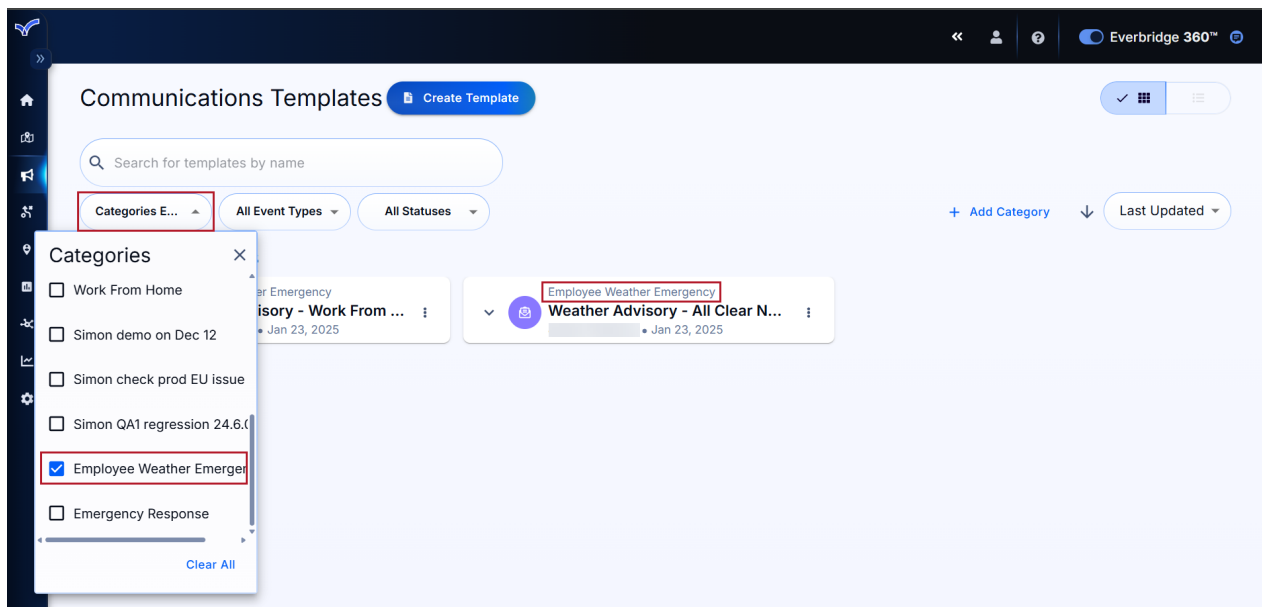 Everbridge 360™
Communications Templates
Create Template
Search for templates by name
Categories E...
All Event Types
All Statuses
+ Add Category
Last Updated
Categories
Work From Home
Simon demo on Dec 12
Simon check prod EU issue
Simon QA1 regression 24.6.
Employee Weather Emerger
Emergency Response
Clear All
er Emergency
isory - Work From ...
• Jan 23, 2025
Employee Weather Emergency
Weather Advisory - All Clear N...
• Jan 23, 2025